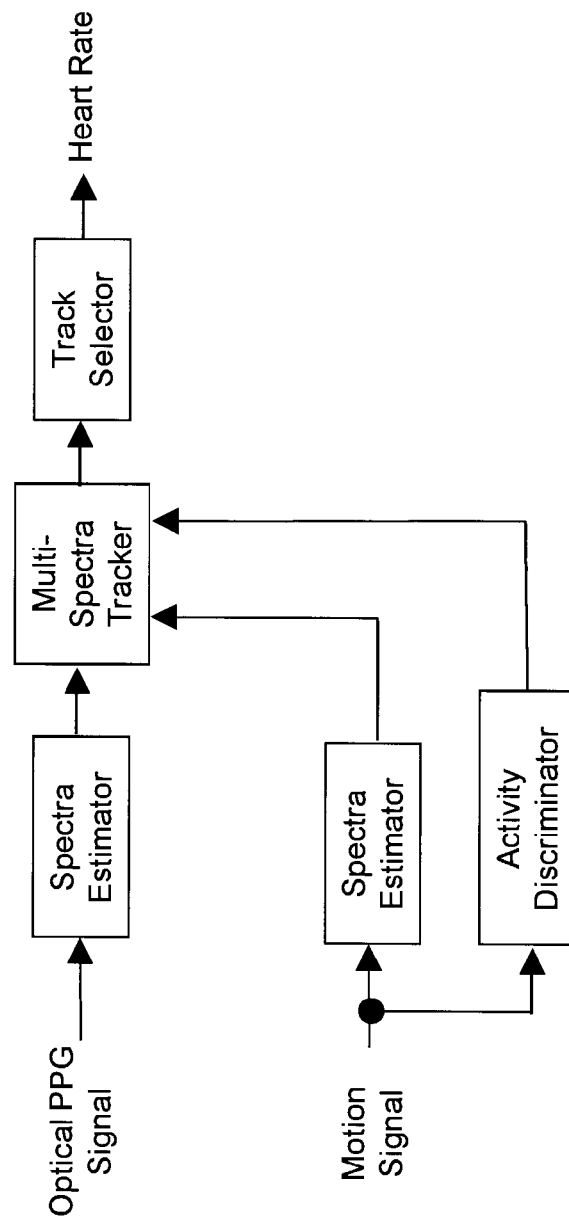 Optical PPG
Signal
Spectra
Estimator
Multi-
Spectra
Tracker
Track
Selector
Heart Rate
Motion
Signal
Spectra
Estimator
Activity
Discriminator